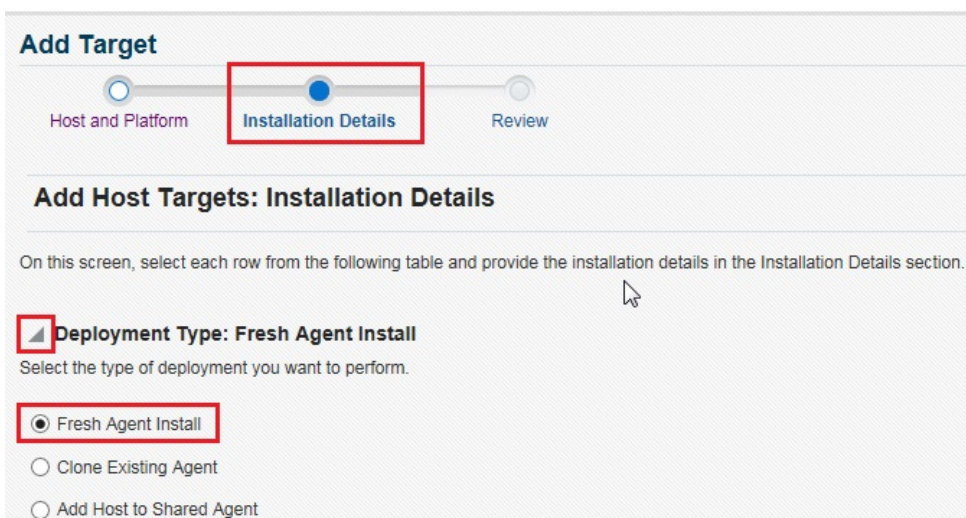 Add Target
Host and Platform
Installation Details
Review
Add Host Targets: Installation Details
On this screen, select each row from the following table and provide the installation details in the Installation Details section.
Deployment Type: Fresh Agent Install
Select the type of deployment you want to perform.
Fresh Agent Install
Clone Existing Agent
Add Host to Shared Agent